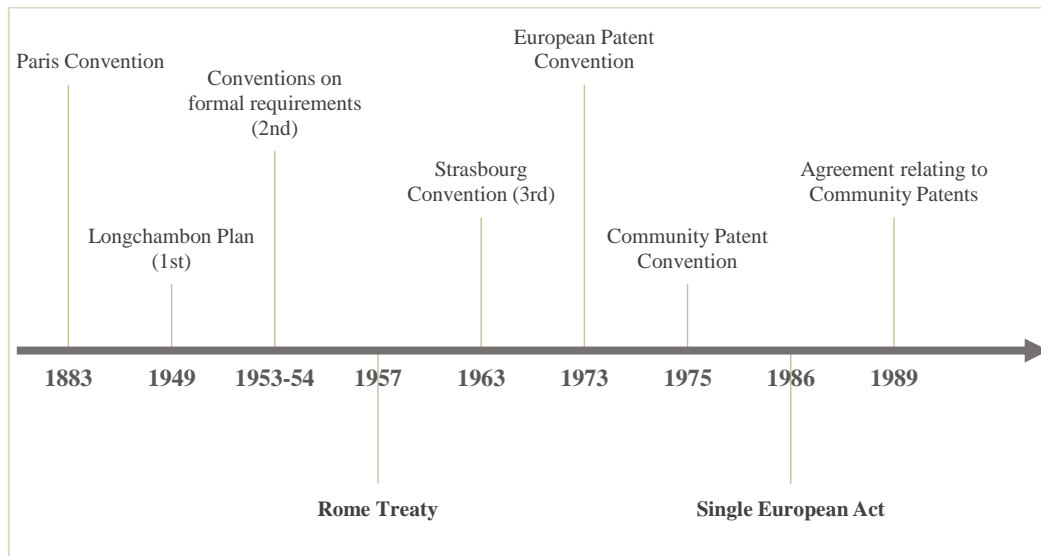 Paris Convention
Longchambon Plan
(1st)
Conventions on
formal requirements
(2nd)
Strasbourg
Convention (3rd)
European Patent
Convention
Community Patent
Convention
Agreement relating to
Community Patents
1883
1949
1953-54
1957
1963
1973
1975
1986
1989
Rome Treaty
Single European Act